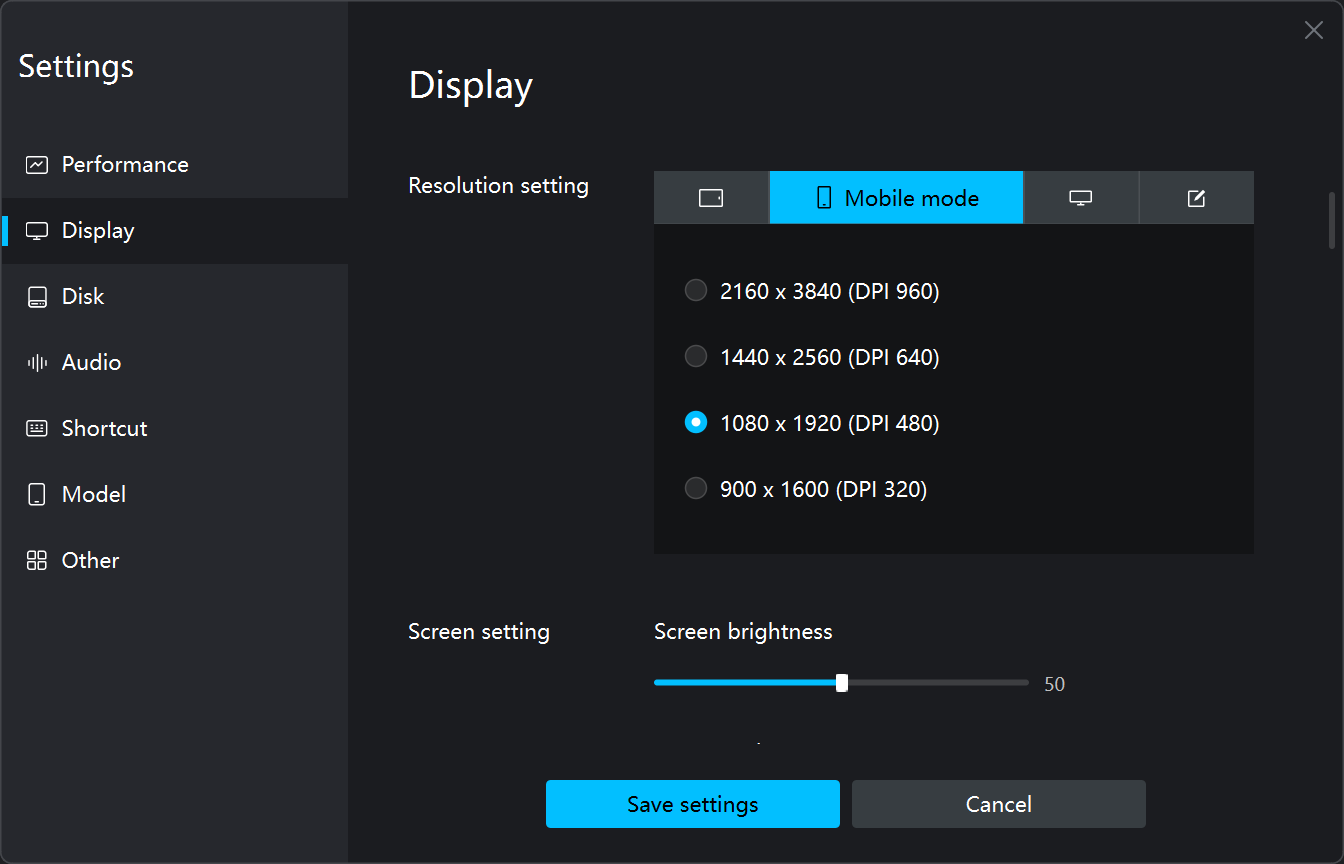 Settings
Performance
Display
Disk
Audio
Shortcut
Model
Other
Display
Resolution setting
Mobile mode
2160 x 3840 (DPI 960)
1440 x 2560 (DPI 640)
1080 x 1920 (DPI 480)
900 x 1600 (DPI 320)
Screen setting
Screen brightness
50
Save settings
Cancel